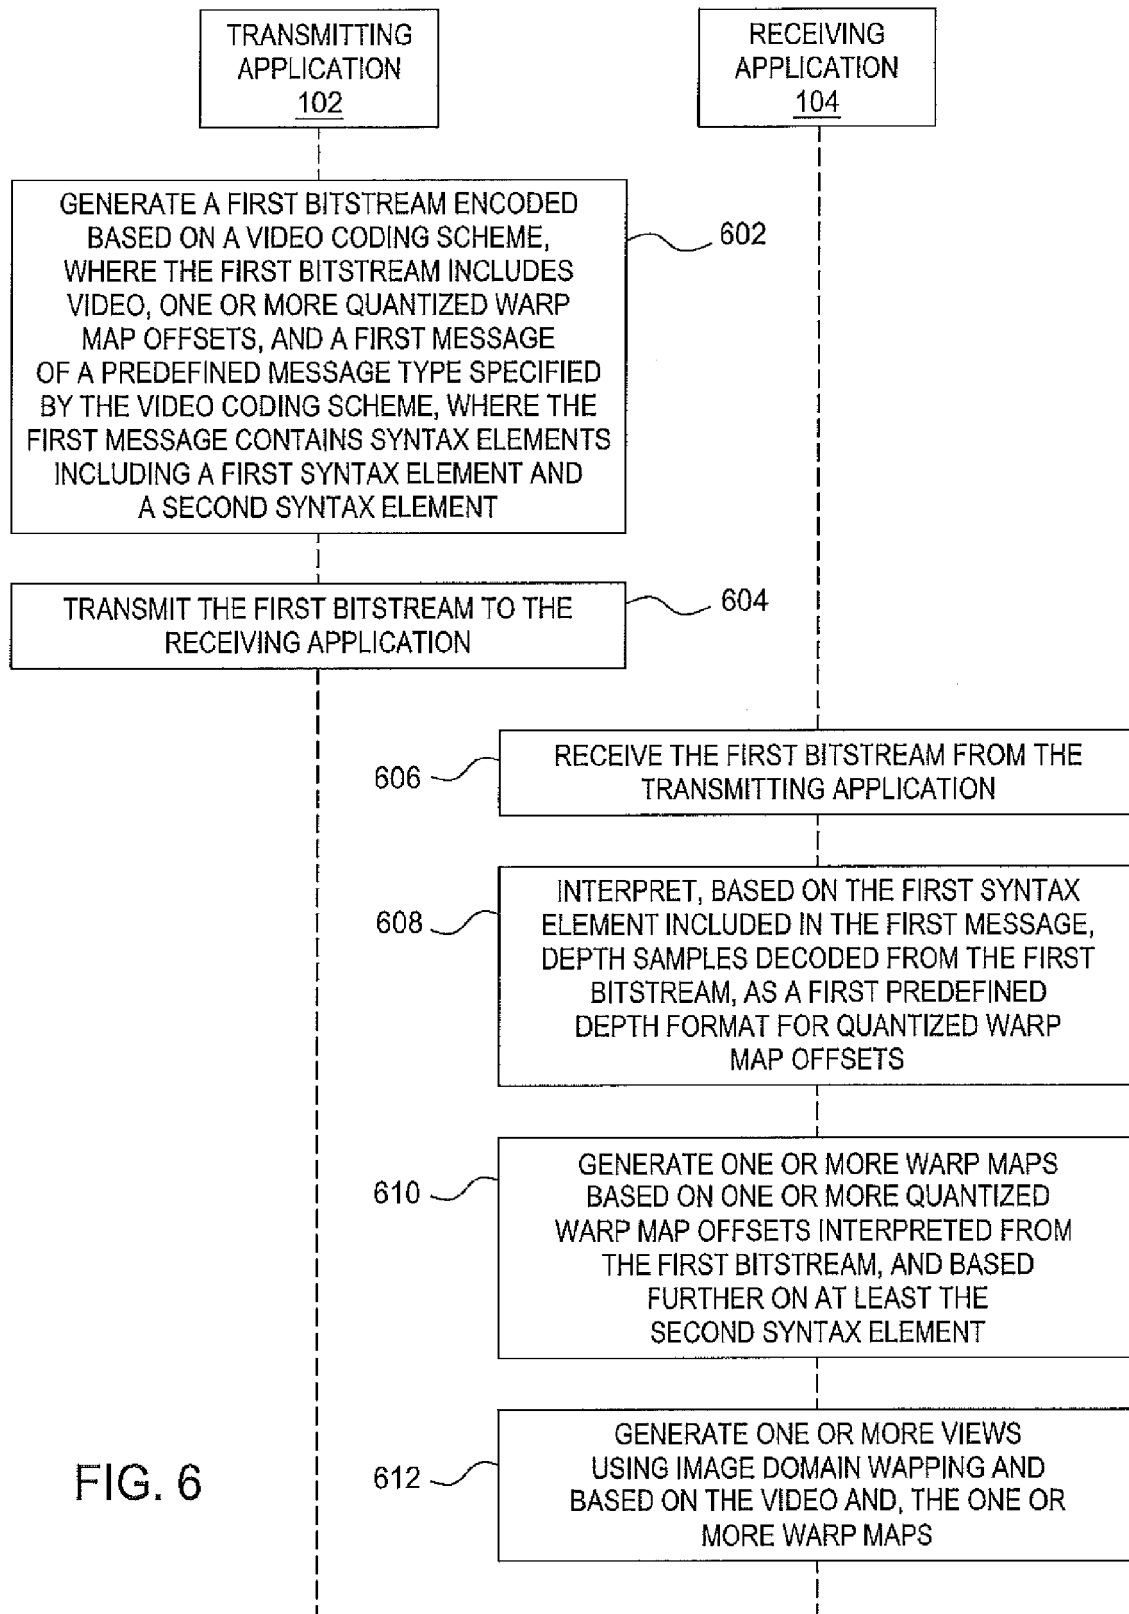 TRANSMITTING
APPLICATION
102
RECEIVING
APPLICATION
104
GENERATE A FIRST BITSTREAM ENCODED
BASED ON A VIDEO CODING SCHEME,
WHERE THE FIRST BITSTREAM INCLUDES
VIDEO, ONE OR MORE QUANTIZED WARP
MAP OFFSETS, AND A FIRST MESSAGE
OF A PREDEFINED MESSAGE TYPE SPECIFIED
BY THE VIDEO CODING SCHEME, WHERE THE
FIRST MESSAGE CONTAINS SYNTAX ELEMENTS
INCLUDING A FIRST SYNTAX ELEMENT AND
A SECOND SYNTAX ELEMENT
602
TRANSMIT THE FIRST BITSTREAM TO THE
RECEIVING APPLICATION
604
606
RECEIVE THE FIRST BITSTREAM FROM THE
TRANSMITTING APPLICATION
608
INTERPRET, BASED ON THE FIRST SYNTAX
ELEMENT INCLUDED IN THE FIRST MESSAGE,
DEPTH SAMPLES DECODED FROM THE FIRST
BITSTREAM, AS A FIRST PREDEFINED
DEPTH FORMAT FOR QUANTIZED WARP
MAP OFFSETS
610
GENERATE ONE OR MORE WARP MAPS
BASED ON ONE OR MORE QUANTIZED
WARP MAP OFFSETS INTERPRETED FROM
THE FIRST BITSTREAM, AND BASED
FURTHER ON AT LEAST THE
SECOND SYNTAX ELEMENT
612
GENERATE ONE OR MORE VIEWS
USING IMAGE DOMAIN WAPPING AND
BASED ON THE VIDEO AND, THE ONE OR
MORE WARP MAPS
FIG. 6